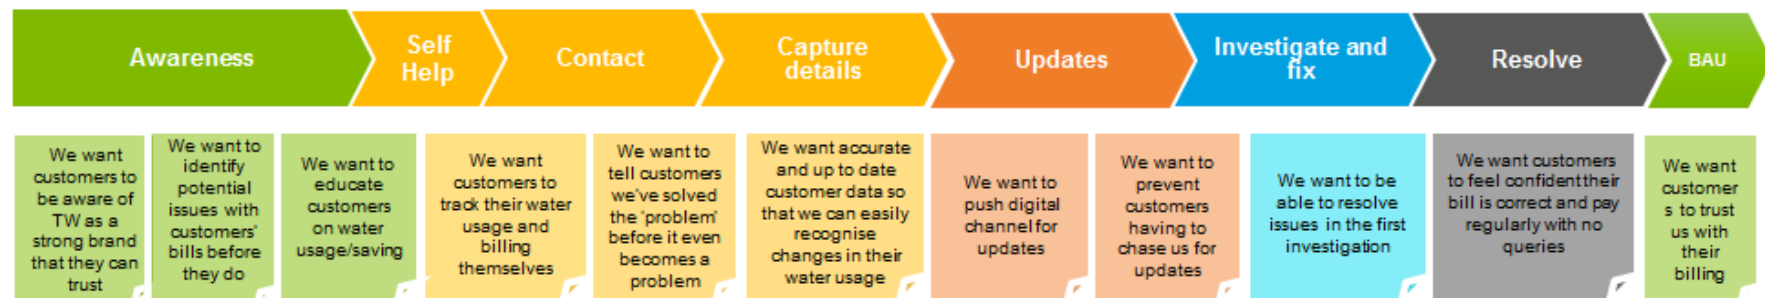 Awareness
Self
Help
Contact
Capture
details
Updates
Investigate and
fix
Resolve
BAU
We want
customers to
be aware of
TW as a
strong brand
that they can
trust
We want to
identify
potential
issues with
customers'
bills before
they do
We want to
educate
customers
on water
usage/saving
We want
customers to
track their water
usage and
billing
themselves
We want to
tell customers
we've solved
the 'problem'
before it even
becomes a
problem
We want accurate
and up to date
customer data so
that we can easily
recognise
changes in their
water usage
We want to
push digital
channel for
updates
We want to
prevent
customers
having to
chase us for
updates
We want to be
able to resolve
issues in the first
investigation
We want customers
to feel confident their
bill is correct and pay
regularly with no
queries
We want
customer
s to trust
us with
their
billing